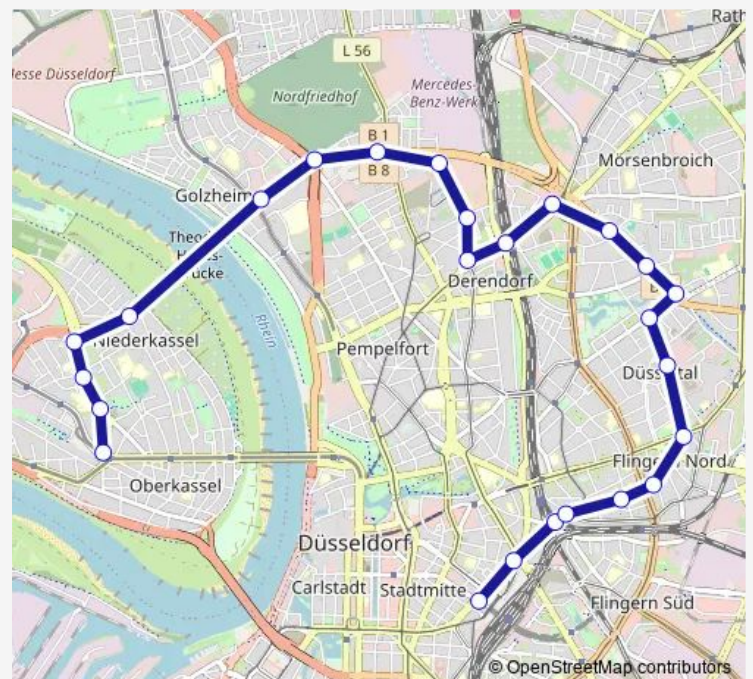 Rath
L 56
Messe Düsseldorf
Mercedes-
Benz-Werk
Nordfriedhof
B 1
B 8
Mörsenbroich
Golzheim
Derendorf
Niederkassel
Rhein
Pempelfort
Flingern Nord
Oberkassel
Düsseldorf
Carlstadt
Stadtmitte
Flingern Süd
© OpenStreetMap contributors